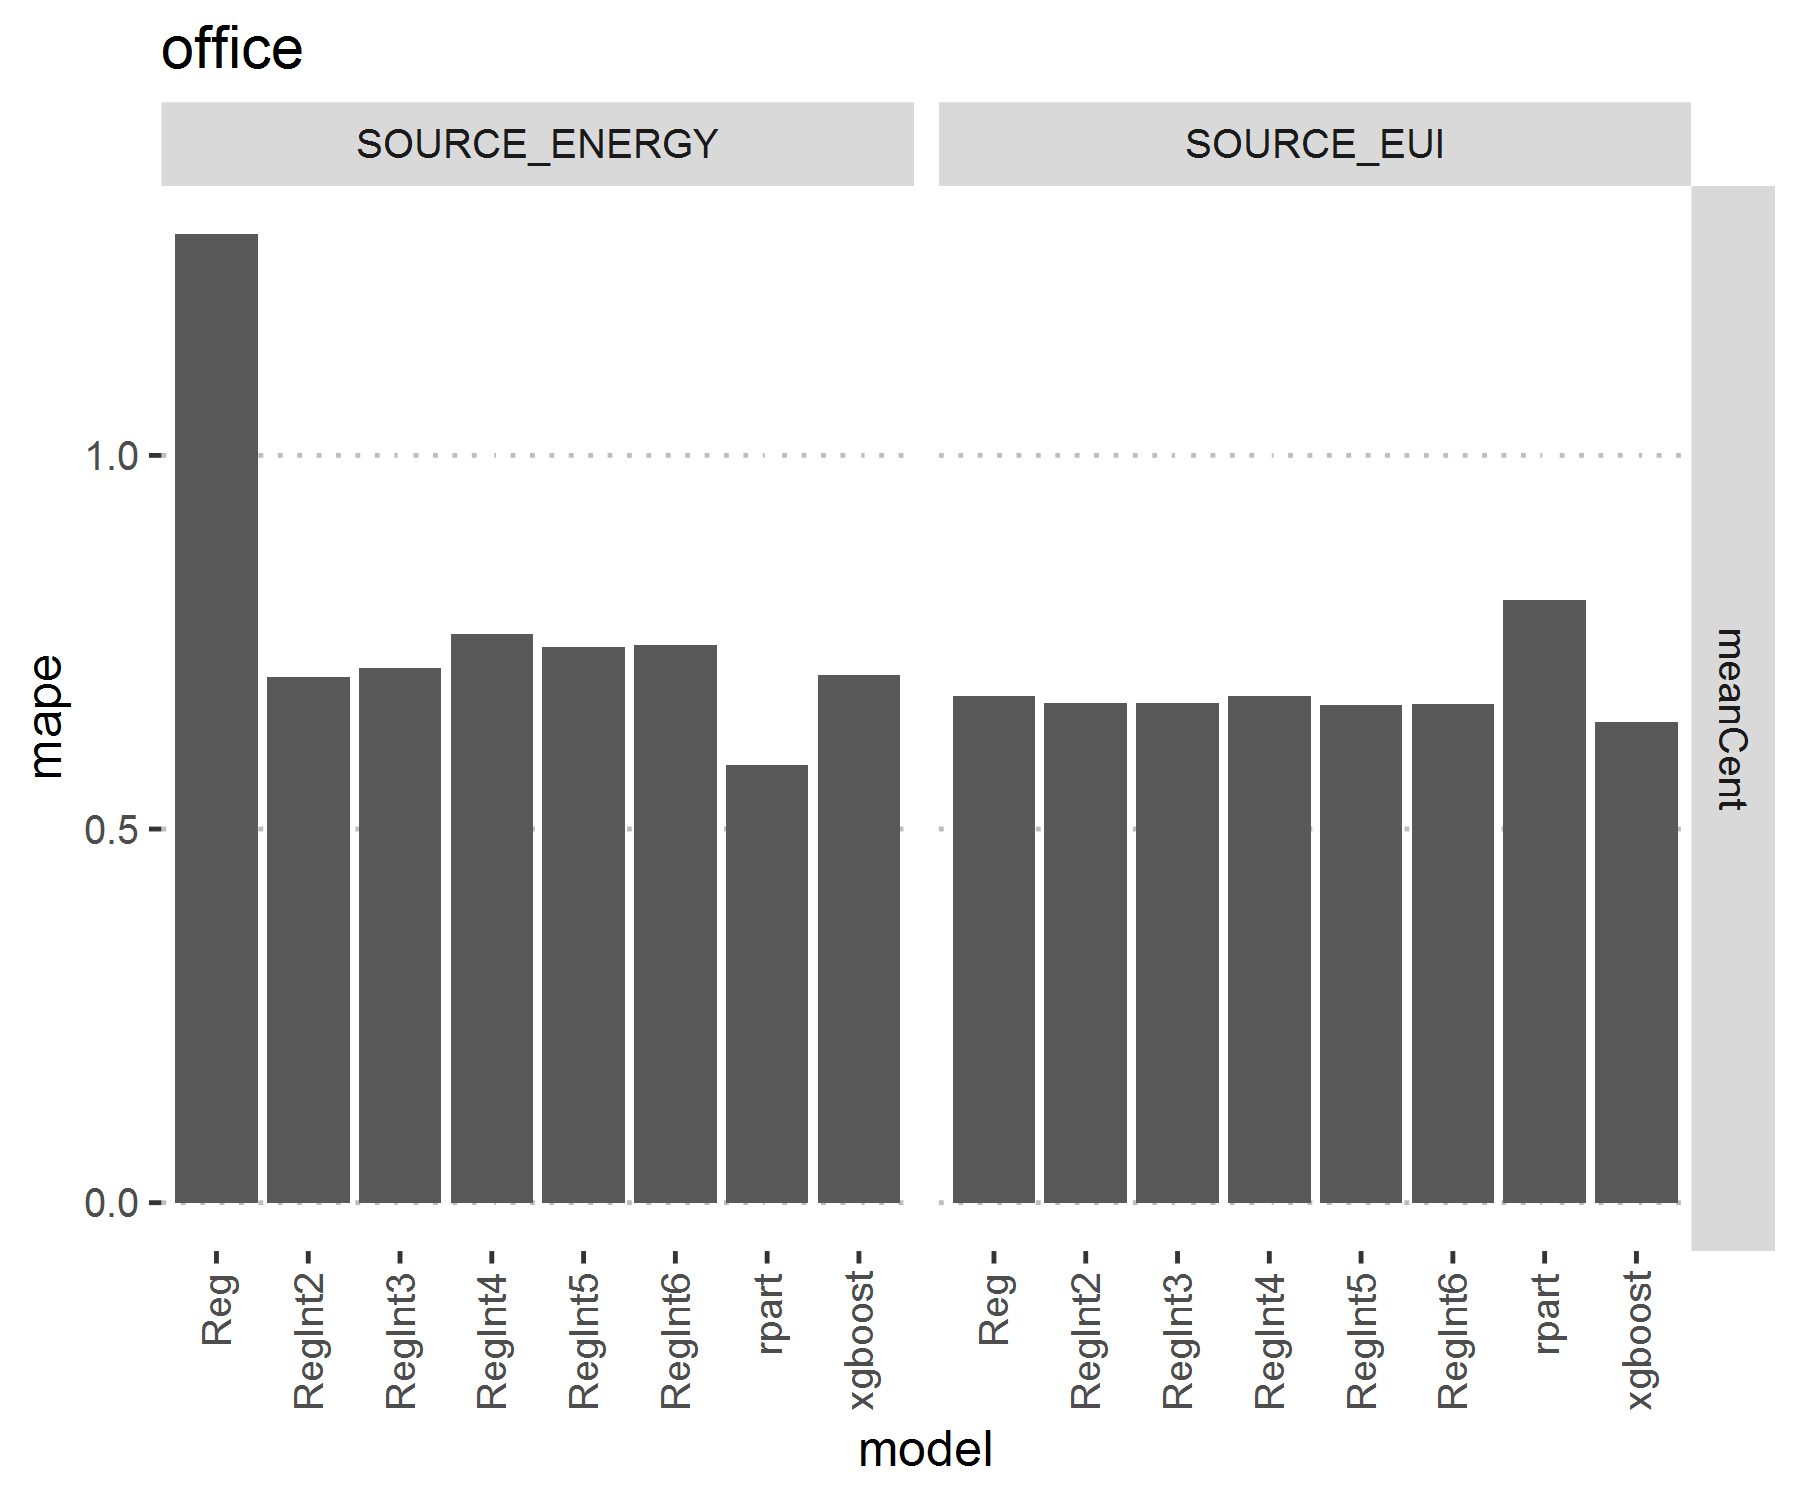 office
SOURCE_ENERGY
SOURCE_EUI
meanCent
mape
1.0
0.5
0.0
Reg
RegInt2
RegInt3
RegInt4
RegInt5
RegInt6
rpart
xgboost
Reg
RegInt2
RegInt3
RegInt4
RegInt5
RegInt6
rpart
xgboost
model